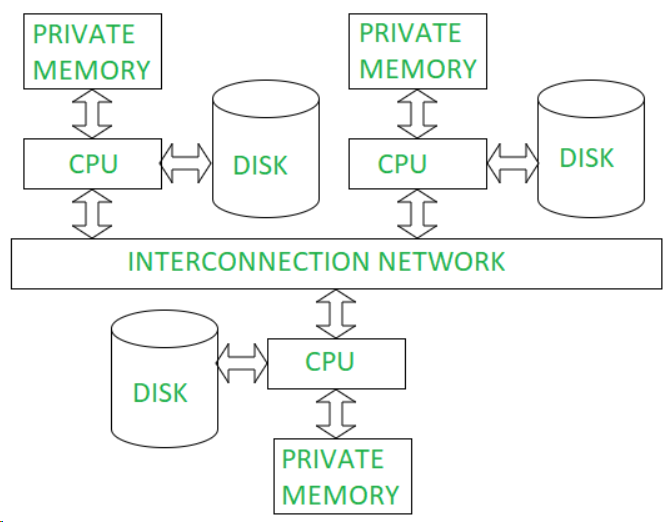 PRIVATE
MEMORY
PRIVATE
MEMORY
CPU
DISK
CPU
DISK
INTERCONNECTION NETWORK
DISK
CPU
PRIVATE
MEMORY